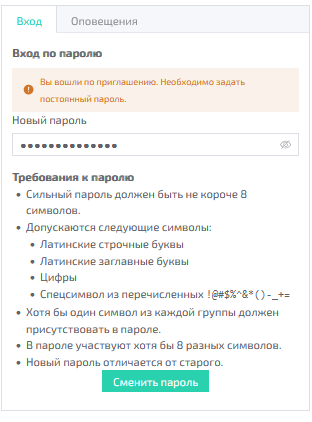 Вход Оповещения
Вход по паролю
Вы вошли по приглашению. Необходимо задать
постоянный пароль.
Новый пароль
••••••••••••••
Требования к паролю
• Сильный пароль должен быть не короче 8
символов.
• Допускаются следующие символы:
• Латинские строчные буквы
• Латинские заглавные буквы
• Цифры
• Спецсимвол из перечисленных !@#$%^&*()-_+=
• Хотя бы один символ из каждой группы должен
присутствовать в пароле.
• В пароле участвуют хотя бы 8 разных символов.
• Новый пароль отличается от старого.
Сменить пароль